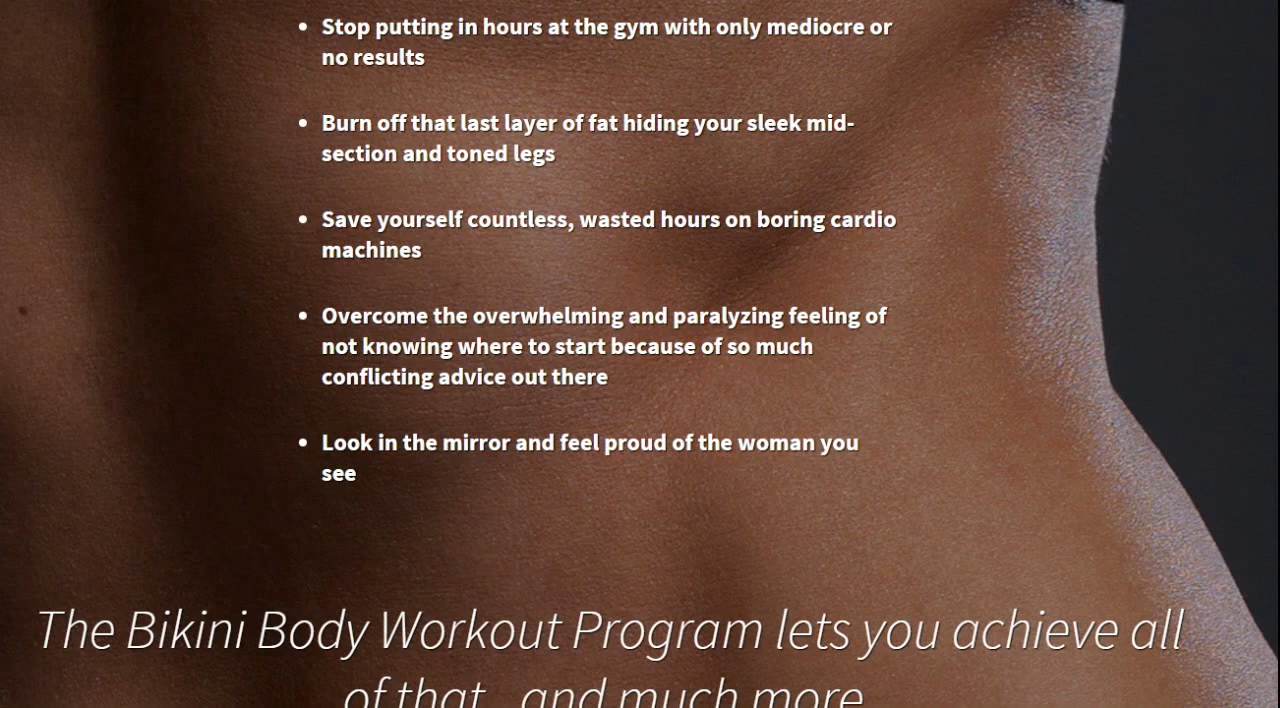 Stop putting in hours at the gym with only mediocre or
no results
Burn off that last layer of fat hiding your sleek mid-
section and toned legs
Save yourself countless, wasted hours on boring cardio
machines
Overcome the overwhelming and paralyzing feeling of
not knowing where to start because of so much
conflicting advice out there
Look in the mirror and feel proud of the woman you
see
The Bikini Body Workout Program lets you achieve all
of that...and much more